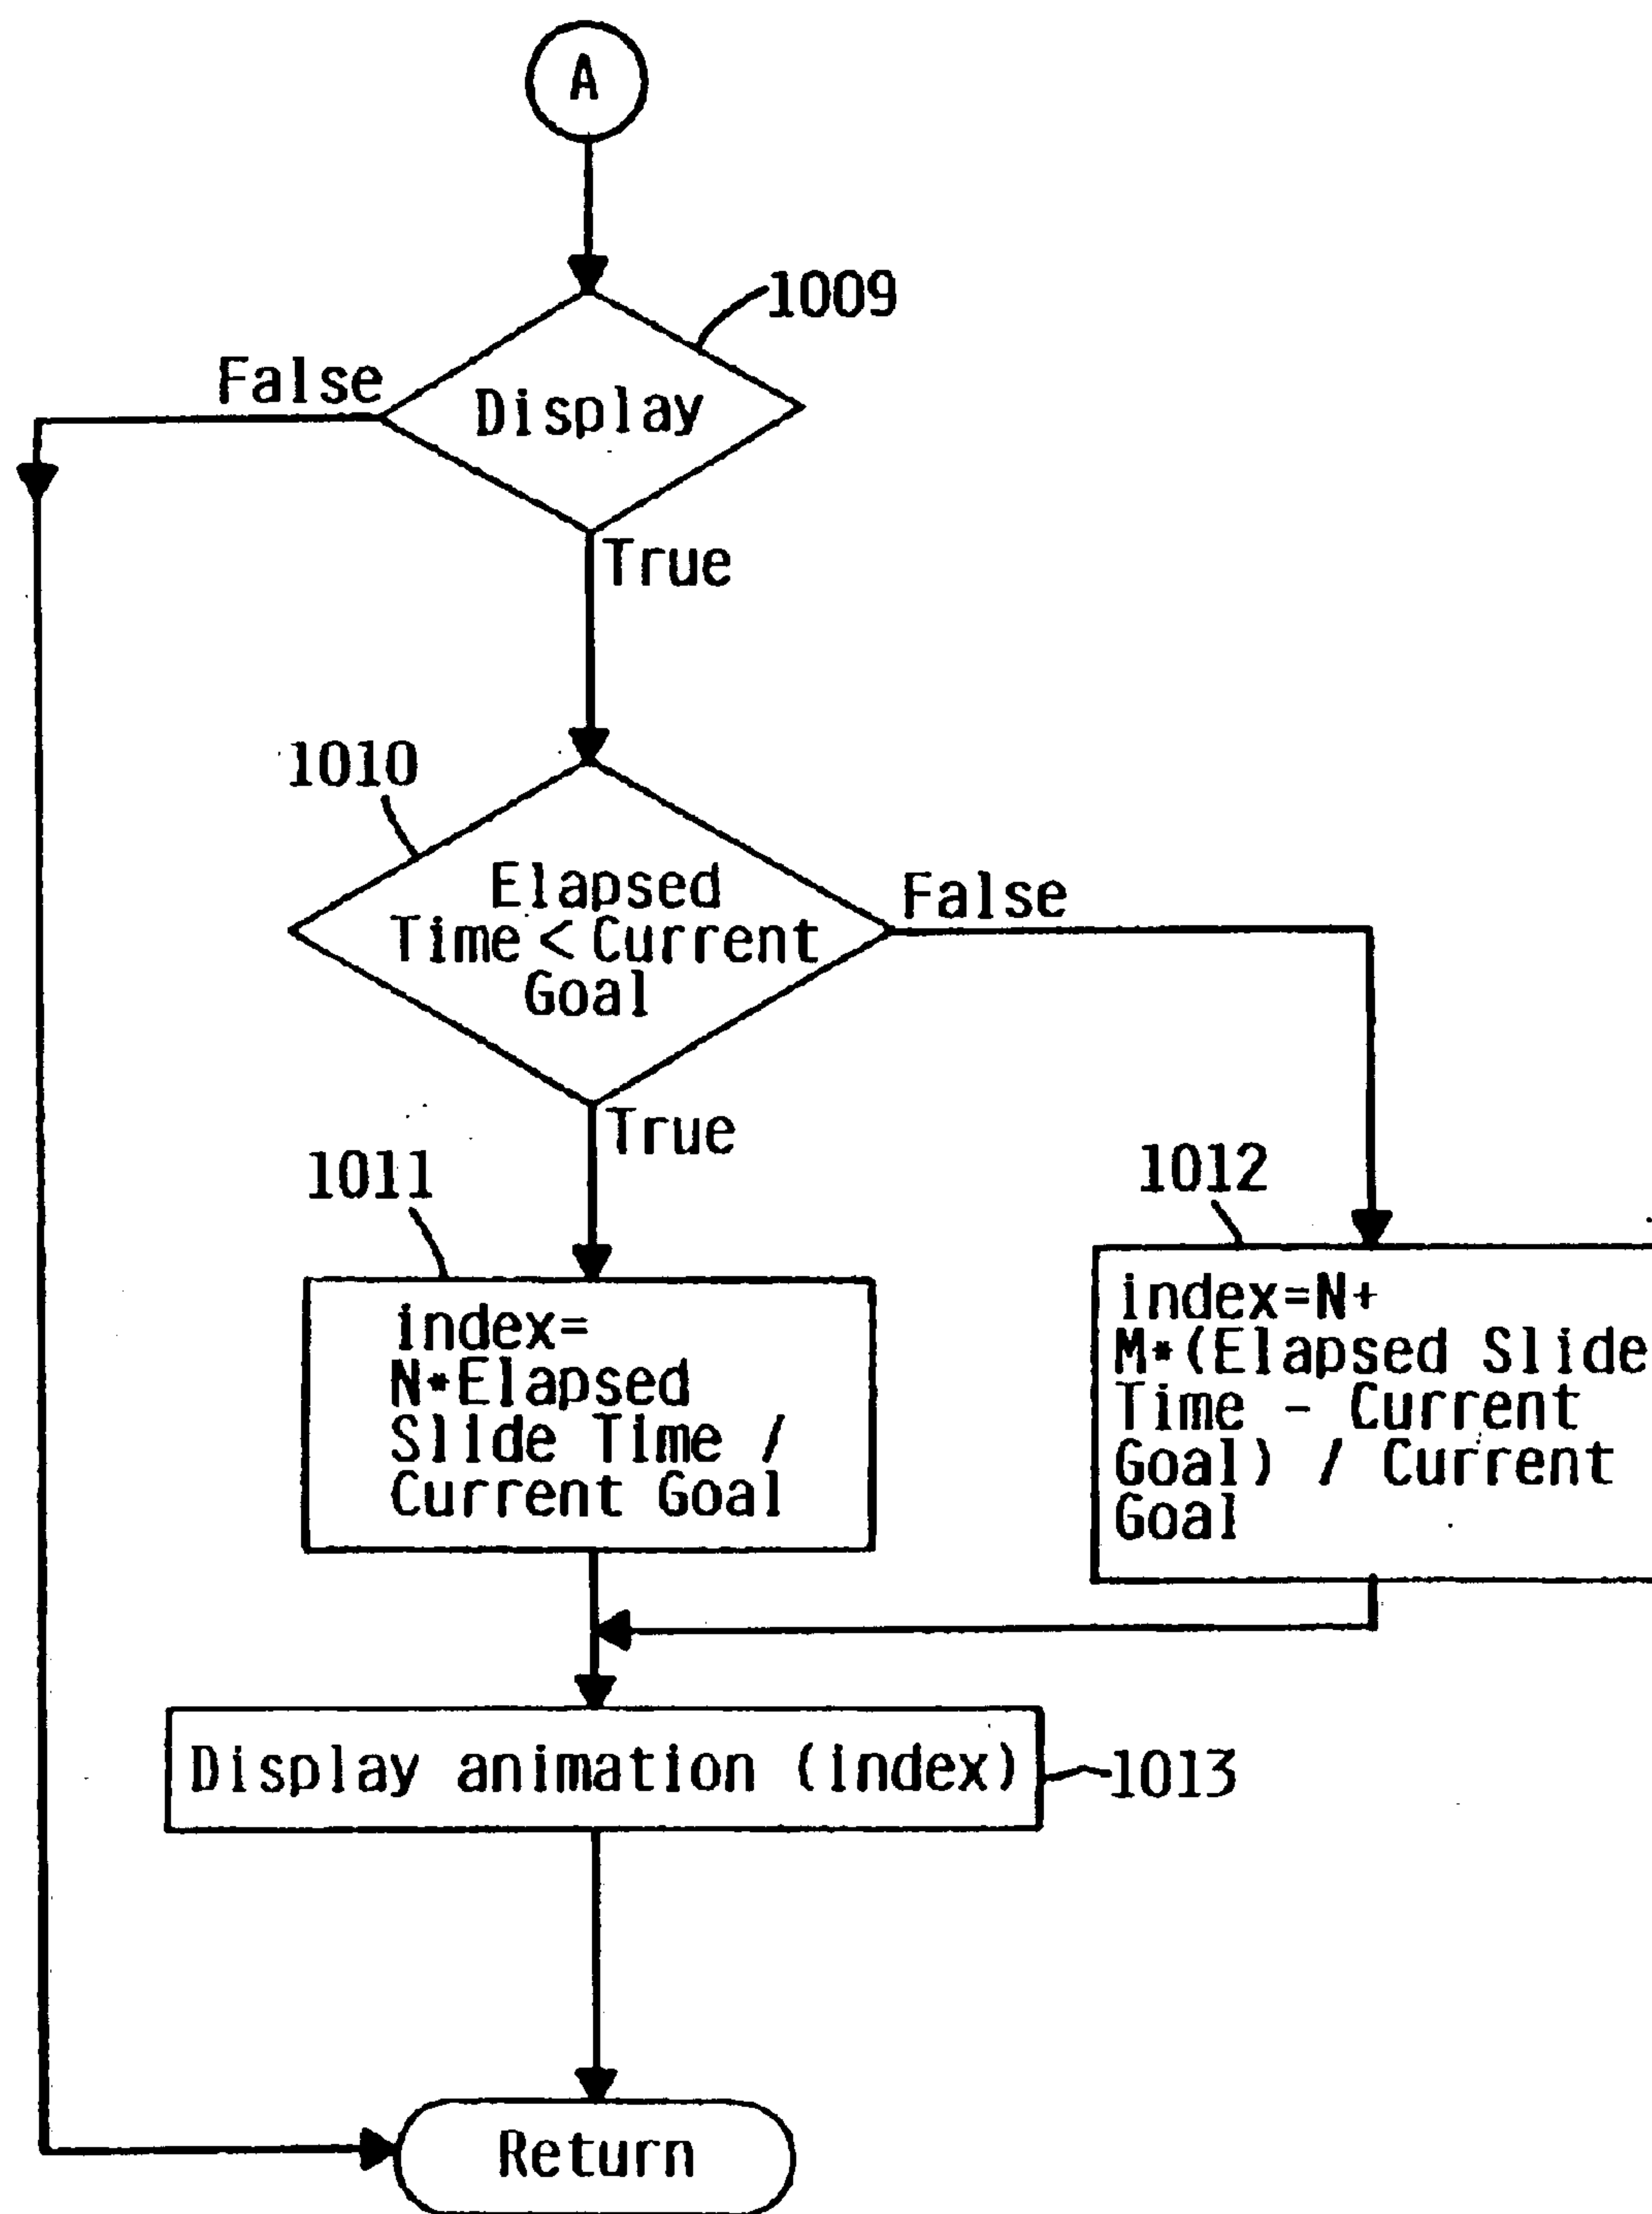 A
1009
False
Display
True
1010
Elapsed
Time < Current
Goal
False
True
1011
1012
index=
N*Elapsed
Slide Time /
Current Goal
index=N+
M*(Elapsed Slide
Time - Current
Goal) / Current
Goal
Display animation (index)
1013
Return